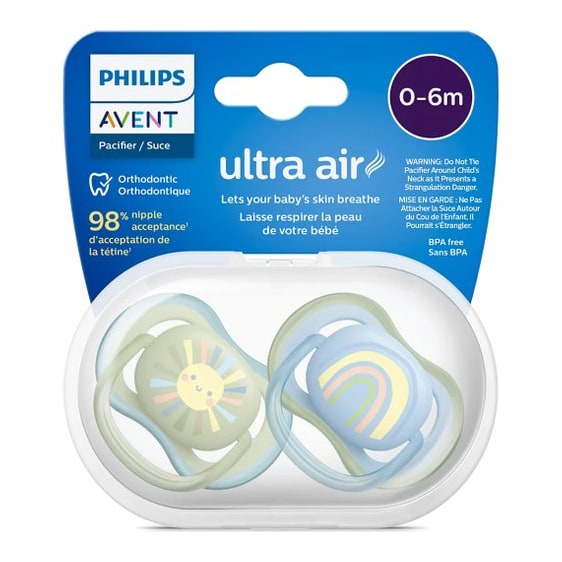 PHILIPS
AVENT
Pacifier / Suce
0-6m
ultra air
Lets your baby's skin breathe
Laisse respirer la peau
de votre bébé
Orthodontic
Orthodontique
98% nipple
acceptance¹
d'acceptation de
la tétine¹
WARNING: Do Not Tie
Pacifier Around Child's
Neck as it Presents a
Strangulation Danger.
MISE EN GARDE : Ne Pas
Attacher la Suce Autour
du Cou de l'Enfant. Il
Pourrait s'Étrangler.
BPA free
Sans BPA